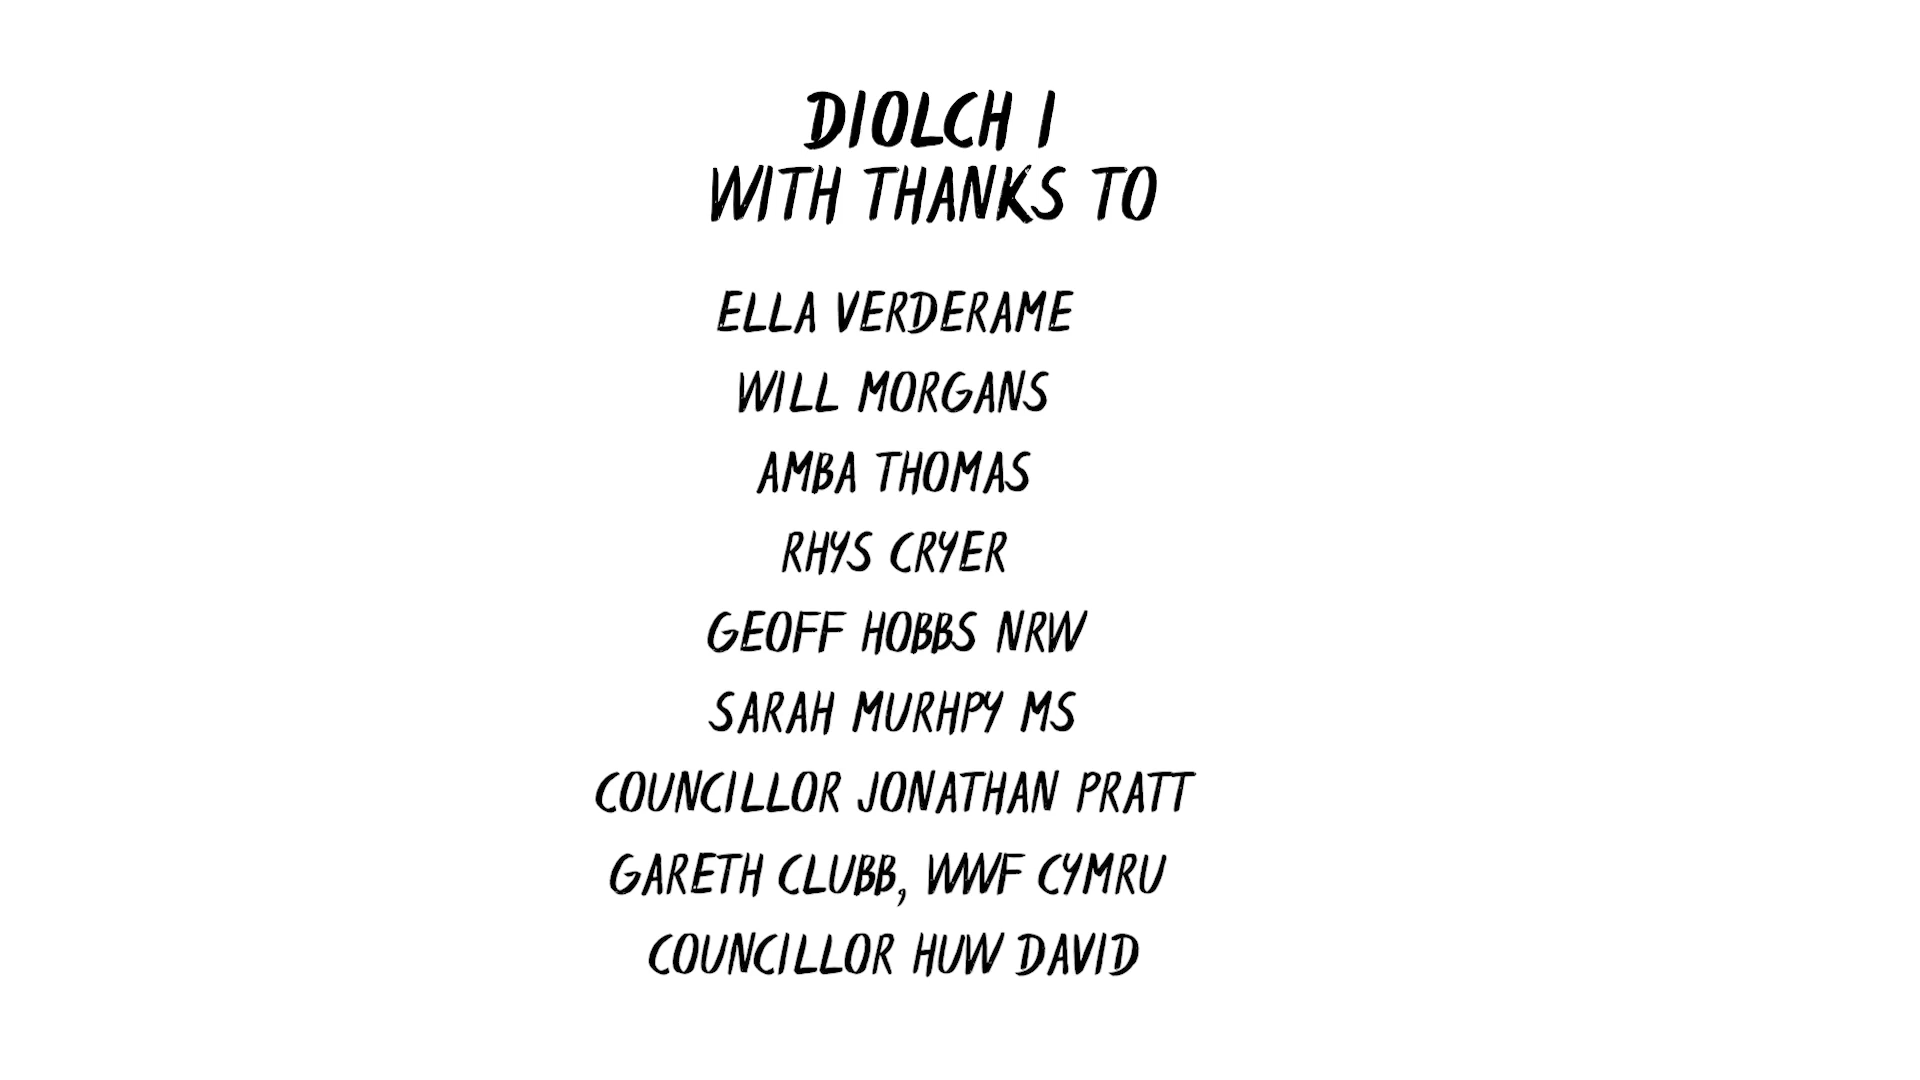 DIOLCH I
WITH THANKS TO
ELLA VERDERAME
WILL MORGANS
AMBA THOMAS
RHYS CRYER
GEOFF HOBBS NRW
SARAH MURHPY MS
COUNCILLOR JONATHAN PRATT
GARETH CLUBB, WWF CYMRU
COUNCILLOR HUW DAVID